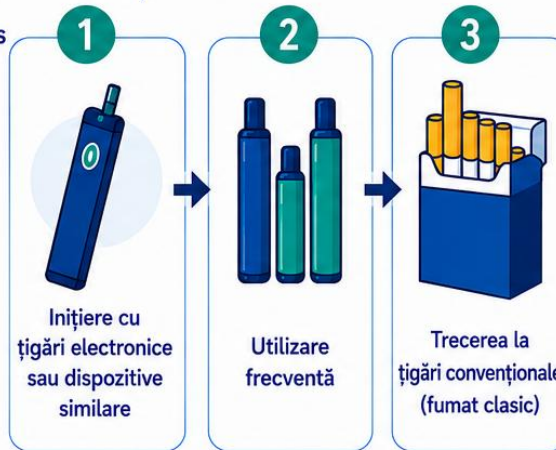 s
1
2
3
Inițiere cu
țigări electronice
sau dispozitive
similare
Utilizare
frecventă
Trecerea la
țigări convenționale
(fumat clasic)